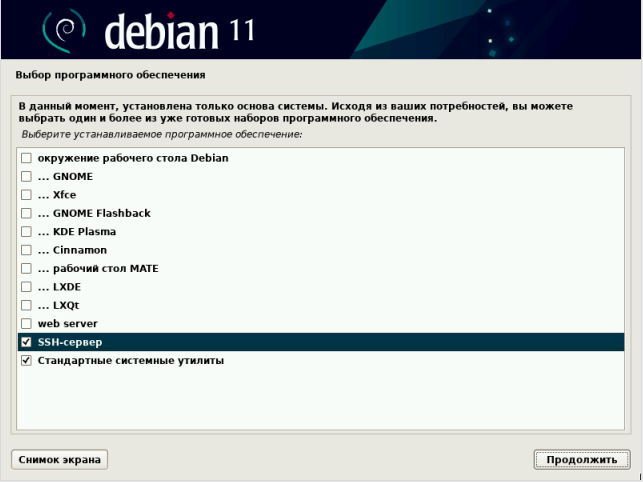 debian 11
Выбор программного обеспечения
В данный момент, установлена только основа системы. Исходя из ваших потребностей, вы можете
выбрать один и более из уже готовых наборов программного обеспечения.
Выберите устанавливаемое программное обеспечение:
окружение рабочего стола Debian
... GNOME
... Xfce
... GNOME Flashback
... KDE Plasma
... Cinnamon
... рабочий стол MATE
... LXDE
... LXQt
web server
SSH-сервер
Стандартные системные утилиты
Снимок экрана
Продолжить